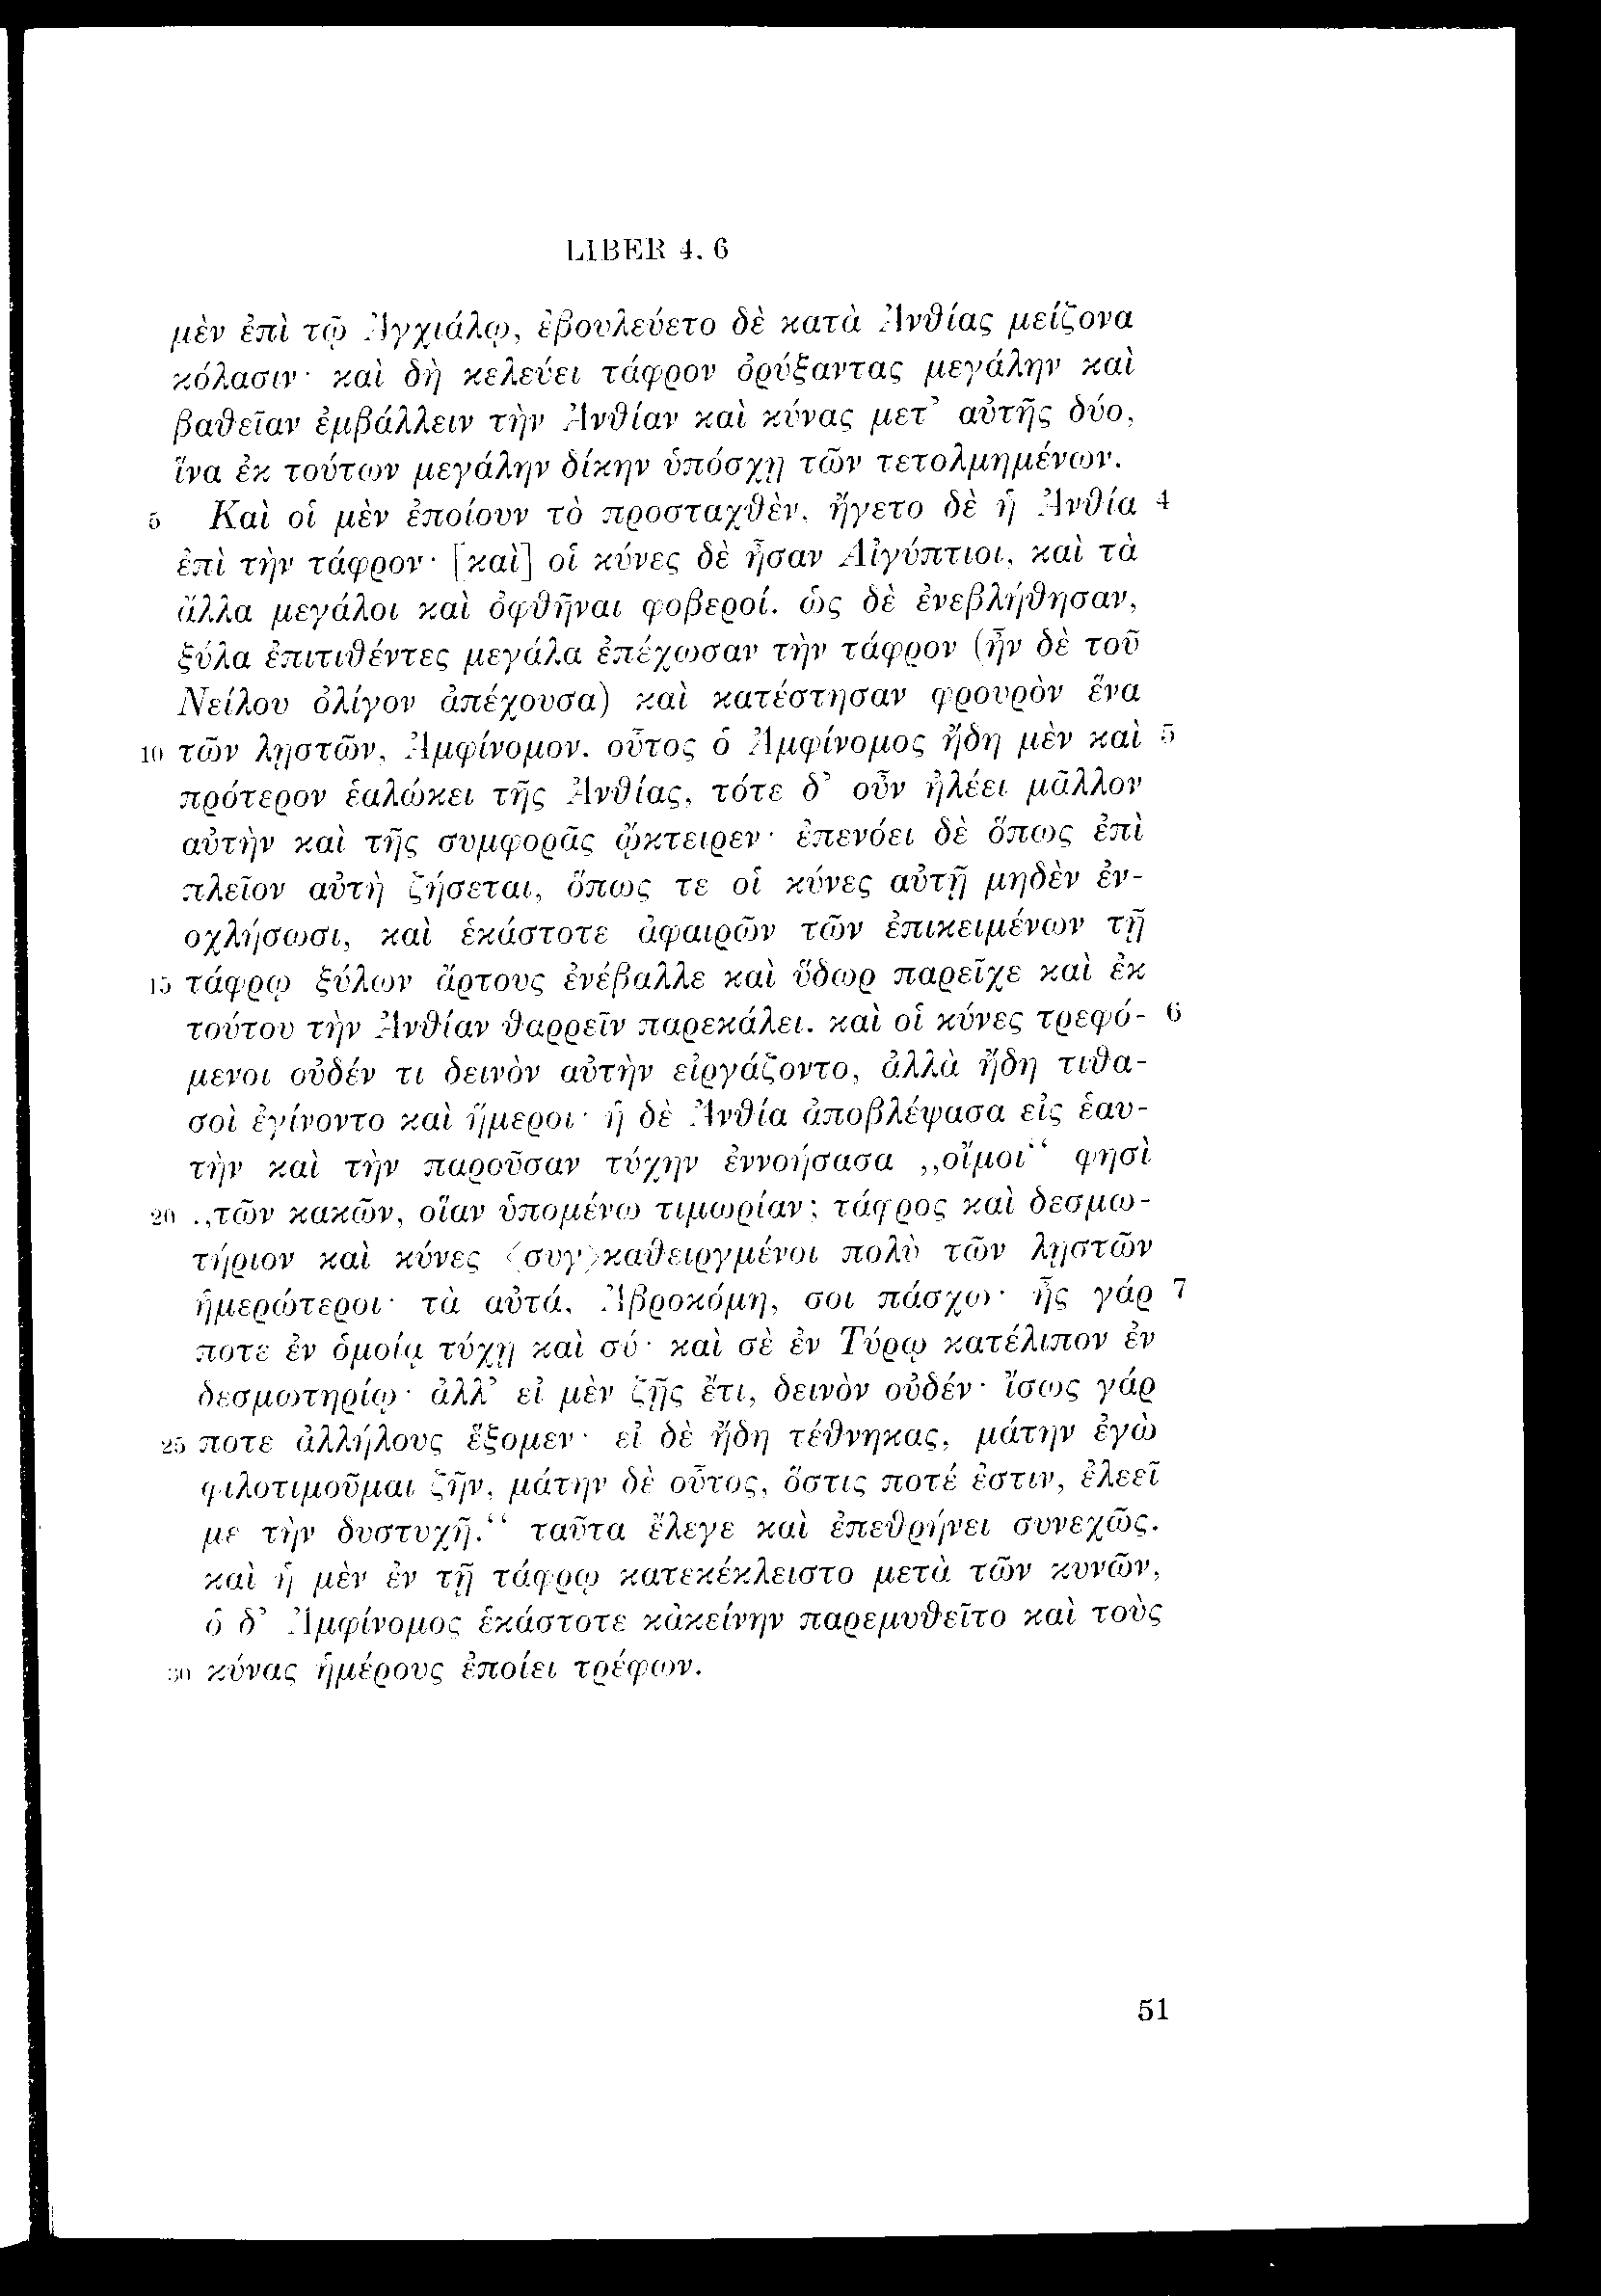 LIBER 4. 6
μὲν ἐπὶ τῷ Ἀγχιάλῳ, ἐβουλεύετο δὲ κατὰ Ἀνθίας μείζονα
κόλασιν· καὶ δὴ κελεύει τάφρον ὀρύξαντας μεγάλην καὶ
βαθεῖαν ἐμβάλλειν τὴν Ἀνθίαν καὶ κύνας μετ᾽ αὐτῆς δύο,
ἵνα ἐκ τούτων μεγάλην δίκην ὑπόσχῃ τῶν τετολμημένων.
5 Καὶ οἱ μὲν ἐποίουν τὸ προσταχθὲν, ἤγετο δὲ ἡ Ἀνθία 4
ἐπὶ τὴν τάφρον· [καὶ] οἱ κύνες δὲ ἦσαν Αἰγύπτιοι, καὶ τὰ
ἄλλα μεγάλοι καὶ ὀφθῆναι φοβεροί. ὡς δὲ ἐνεβλήθησαν,
ξύλα ἐπιτιθέντες μεγάλα ἐπέχωσαν τὴν τάφρον (ἦν δὲ τοῦ
Νείλου ὀλίγον ἀπέχουσα) καὶ κατέστησαν φρουρὸν ἕνα
10 τῶν λῃστῶν, Ἀμφίνομον. οὗτος ὁ Ἀμφίνομος ἤδη μὲν καὶ 5
πρότερον ἑαλώκει τῆς Ἀνθίας, τότε δ᾽ οὖν ἠλέει μᾶλλον
αὐτὴν καὶ τῆς συμφορᾶς ᾤκτειρεν· ἐπενόει δὲ ὅπως ἐπὶ
πλεῖον αὐτὴ ζήσεται, ὅπως τε οἱ κύνες αὐτῇ μηδὲν ἐν-
οχλήσωσι, καὶ ἑκάστοτε ἀφαιρῶν τῶν ἐπικειμένων τῇ
15 τάφρῳ ξύλων ἄρτους ἐνέβαλλε καὶ ὕδωρ παρεῖχε καὶ ἐκ
τούτου τὴν Ἀνθίαν θαρρεῖν παρεκάλει. καὶ οἱ κύνες τρεφό- 6
μενοι οὐδέν τι δεινὸν αὐτὴν εἰργάζοντο, ἀλλὰ ἤδη τιθα-
σοὶ ἐγίνοντο καὶ ἥμεροι· ἡ δὲ Ἀνθία ἀποβλέψασα εἰς ἑαυ-
τὴν καὶ τὴν παροῦσαν τύχην ἐννοήσασα „οἴμοι“ φησὶ
20 „τῶν κακῶν, οἵαν ὑπομένω τιμωρίαν; τάφρος καὶ δεσμω-
τήριον καὶ κύνες ⟨συγ⟩καθειργμένοι πολὺ τῶν λῃστῶν
ἡμερώτεροι· τὰ αὐτά, Ἁβροκόμη, σοι πάσχω· ἦς γάρ 7
ποτε ἐν ὁμοίᾳ τύχῃ καὶ σύ· καὶ σὲ ἐν Τύρῳ κατέλιπον ἐν
δεσμωτηρίῳ· ἀλλ᾽ εἰ μὲν ζῇς ἔτι, δεινὸν οὐδέν· ἴσως γάρ
25 ποτε ἀλλήλους ἕξομεν· εἰ δὲ ἤδη τέθνηκας, μάτην ἐγὼ
φιλοτιμοῦμαι ζῆν, μάτην δὲ οὗτος, ὅστις ποτέ ἐστιν, ἐλεεῖ
με τὴν δυστυχῆ.“ ταῦτα ἔλεγε καὶ ἐπεθρήνει συνεχῶς.
καὶ ἡ μὲν ἐν τῇ τάφρῳ κατεκέκλειστο μετὰ τῶν κυνῶν,
ὁ δ᾽ Ἀμφίνομος ἑκάστοτε κἀκείνην παρεμυθεῖτο καὶ τοὺς
30 κύνας ἡμέρους ἐποίει τρέφων.
51